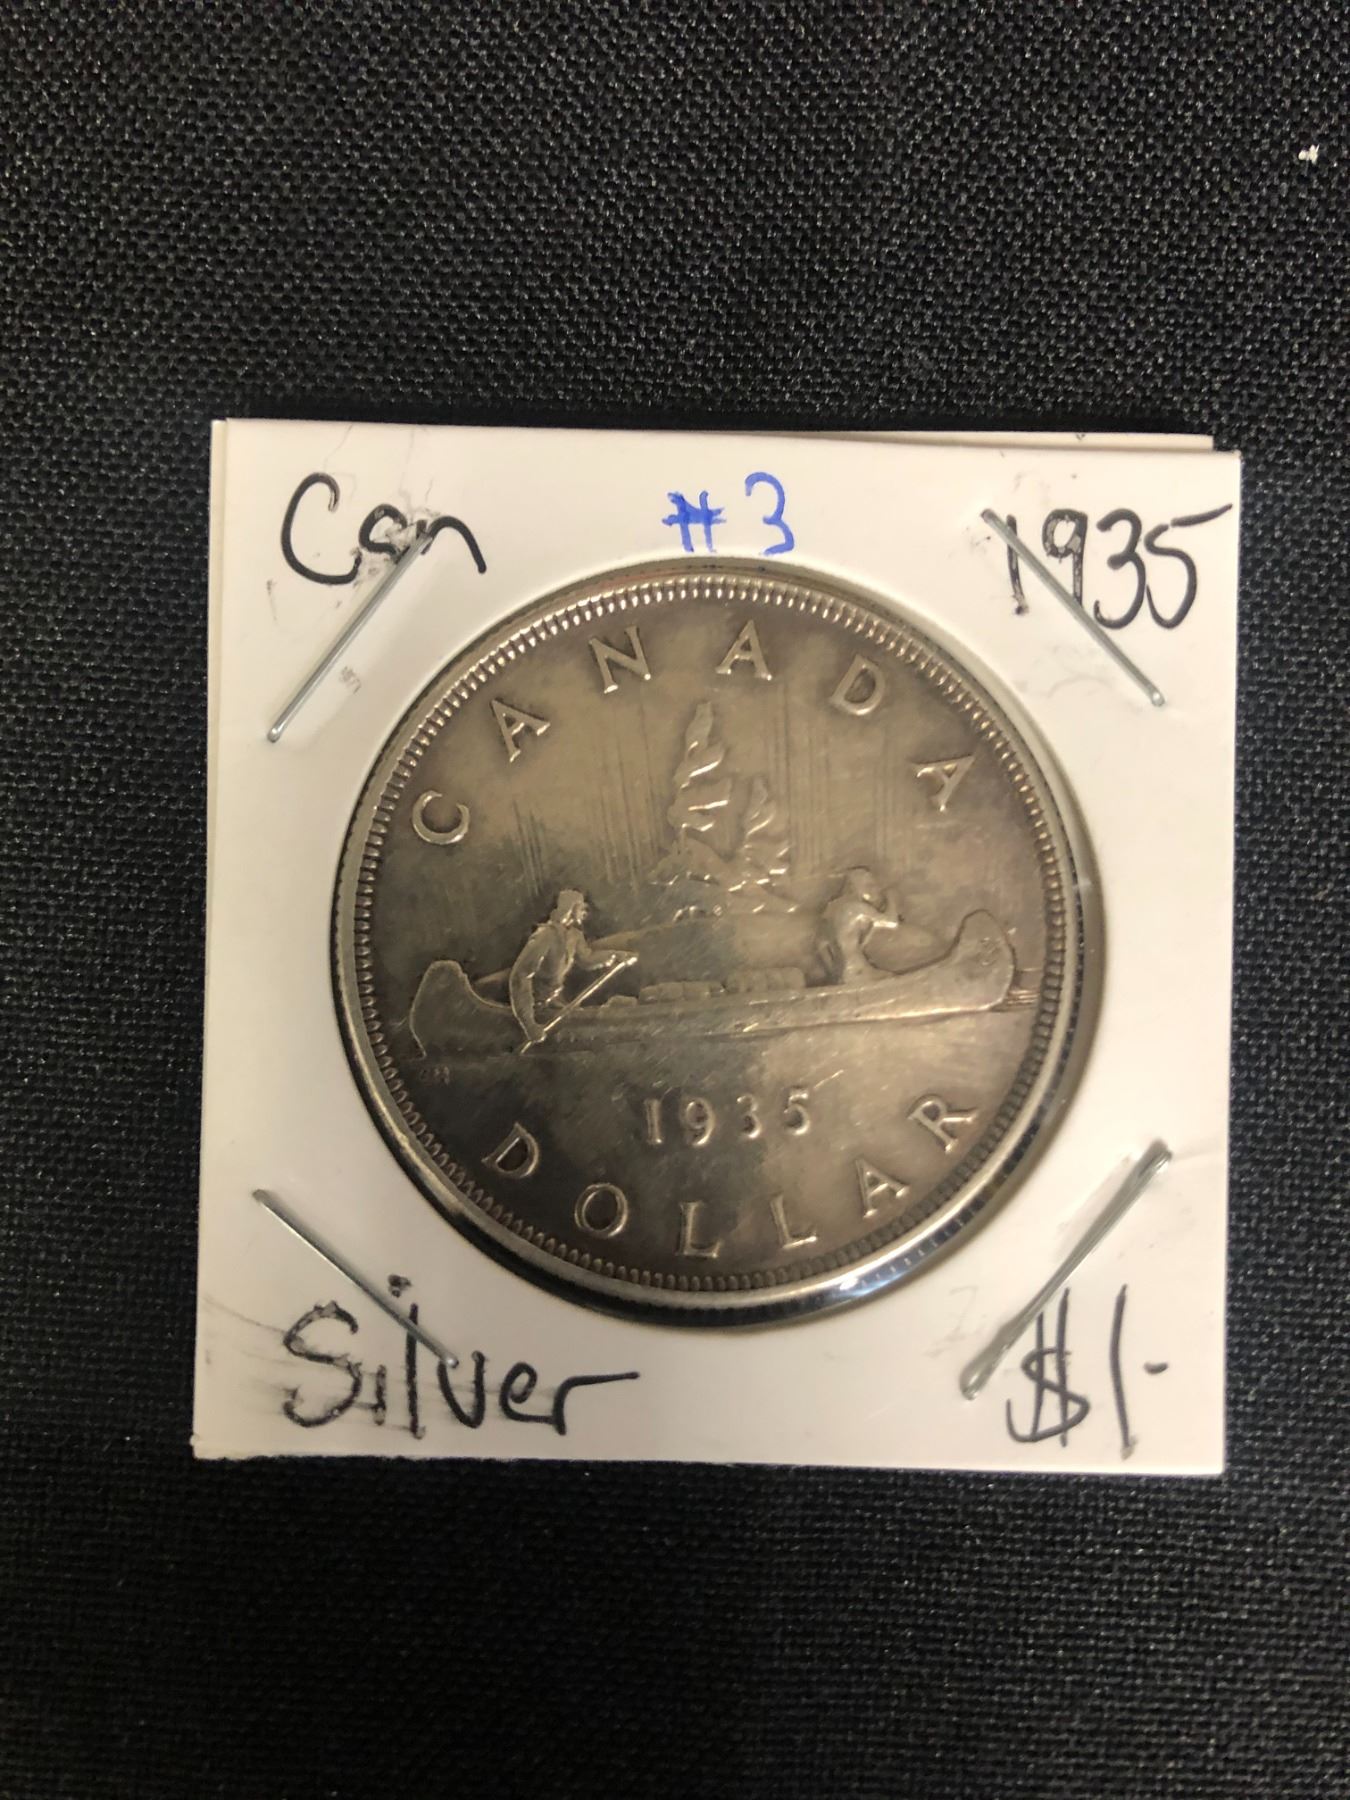 Can #3 1935
CANADA
1935
DOLLAR
Silver $1-